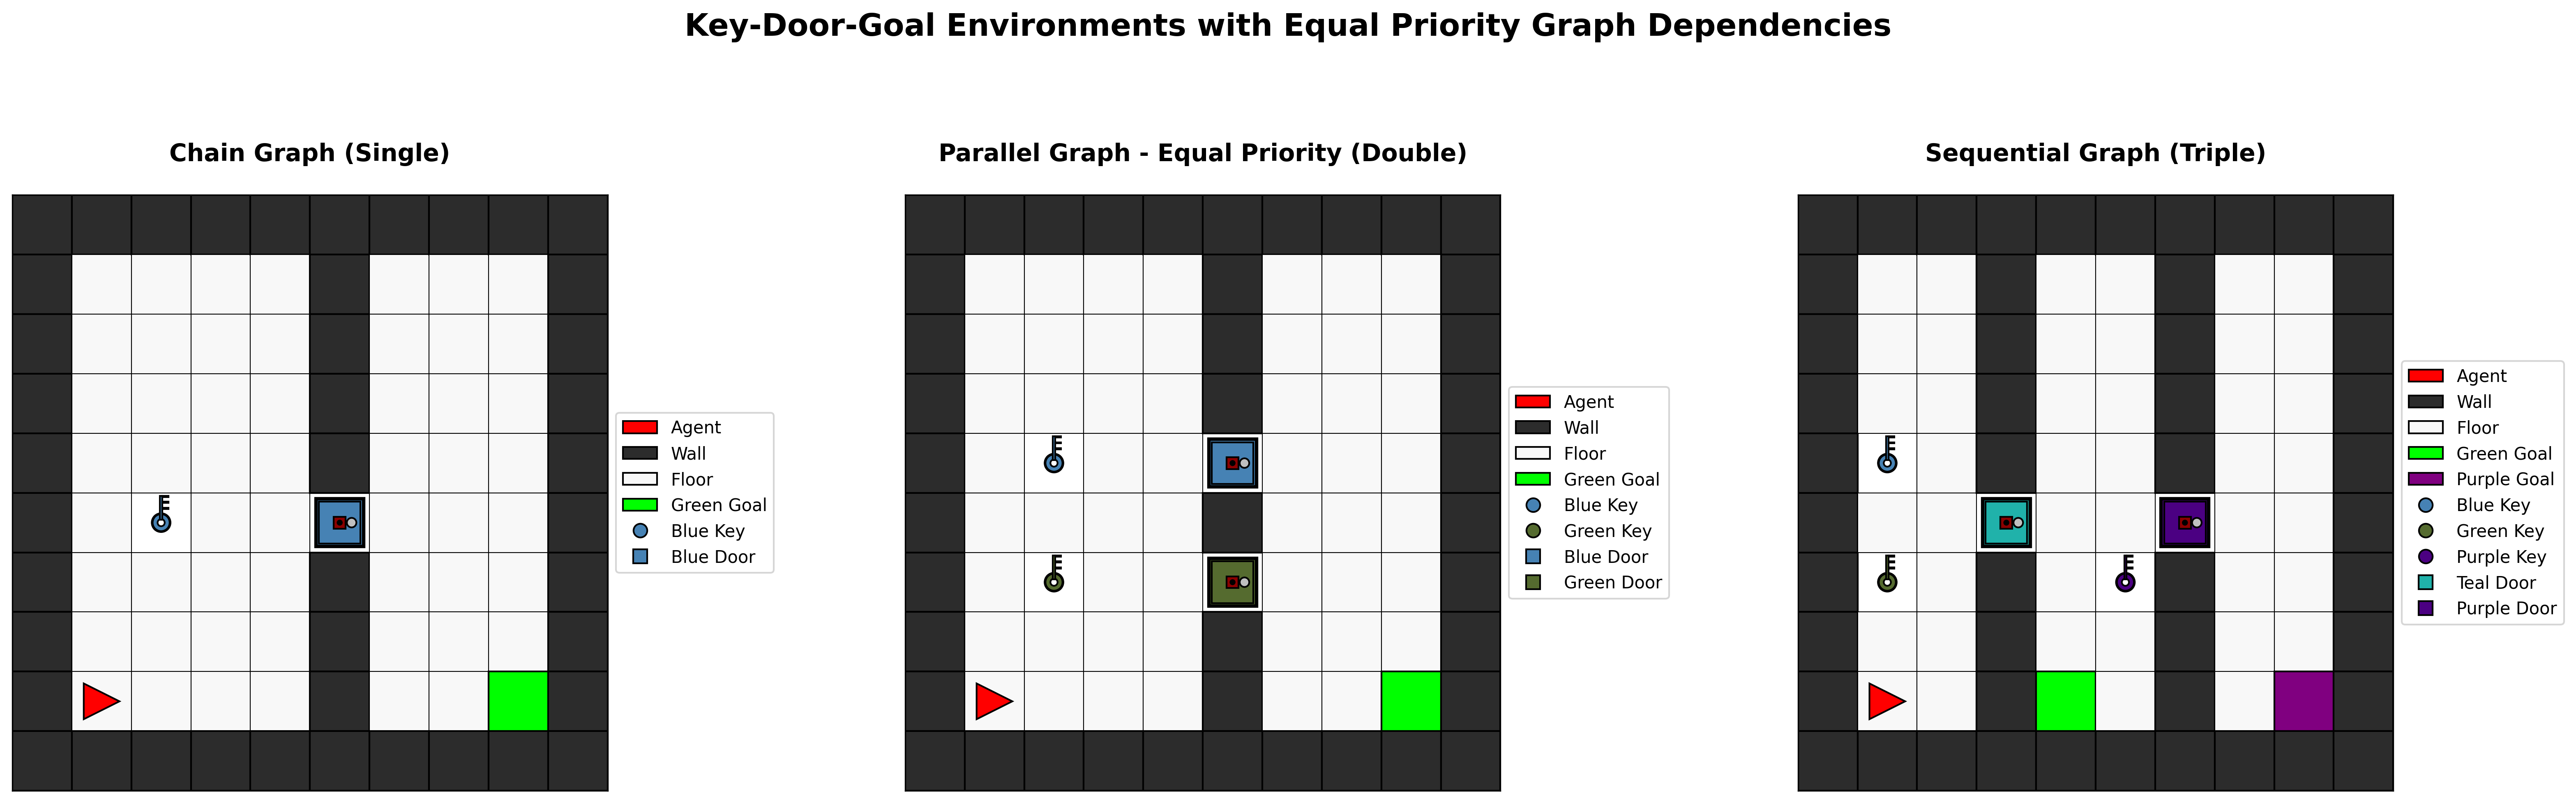 Key-Door-Goal Environments with Equal Priority Graph Dependencies
Chain Graph (Single)
Agent
Wall
Floor
Green Goal
Blue Key
Blue Door
Parallel Graph - Equal Priority (Double)
Agent
Wall
Floor
Green Goal
Blue Key
Green Key
Blue Door
Green Door
Sequential Graph (Triple)
Agent
Wall
Floor
Green Goal
Purple Goal
Blue Key
Green Key
Purple Key
Teal Door
Purple Door